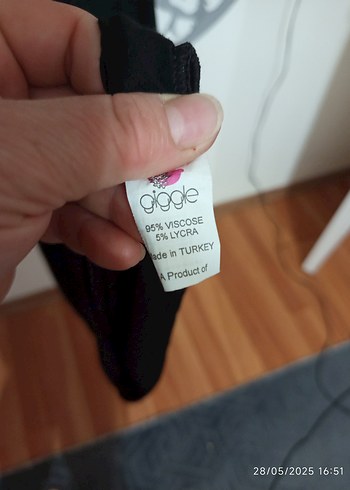 giggle
95% VISCOSE
5% LYCRA
ade in TURKEY
A Product of
28/05/2025 16:51